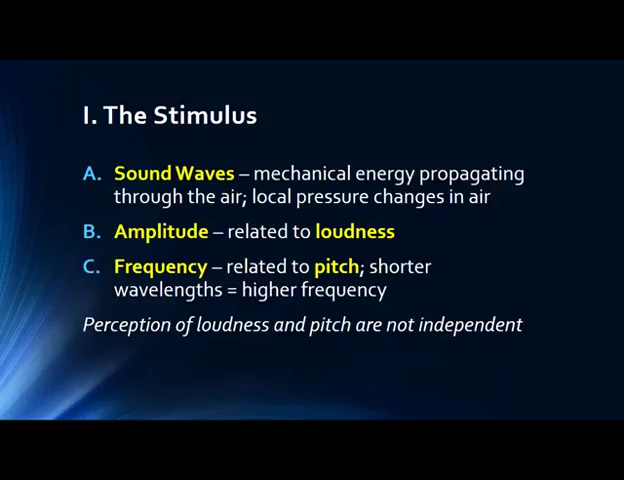 I. The Stimulus
A. Sound Waves – mechanical energy propagating
through the air; local pressure changes in air
B. Amplitude – related to loudness
C. Frequency – related to pitch; shorter
wavelengths = higher frequency
Perception of loudness and pitch are not independent